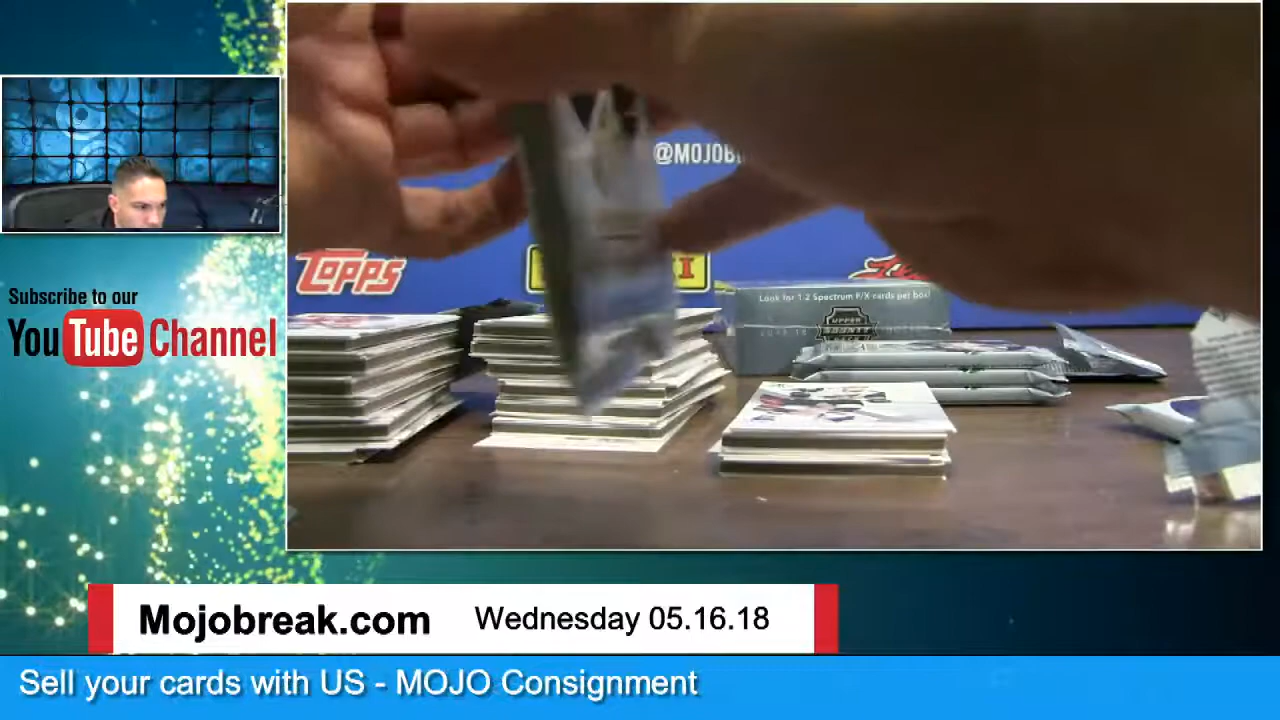 @MOJOB
TOPPS
Look for 1-2 Spectrum F/X cards per box!
UPPER
Subscribe to our
YouTube Channel
Mojobreak.com
Wednesday 05.16.18
Sell your cards with US - MOJO Consignment